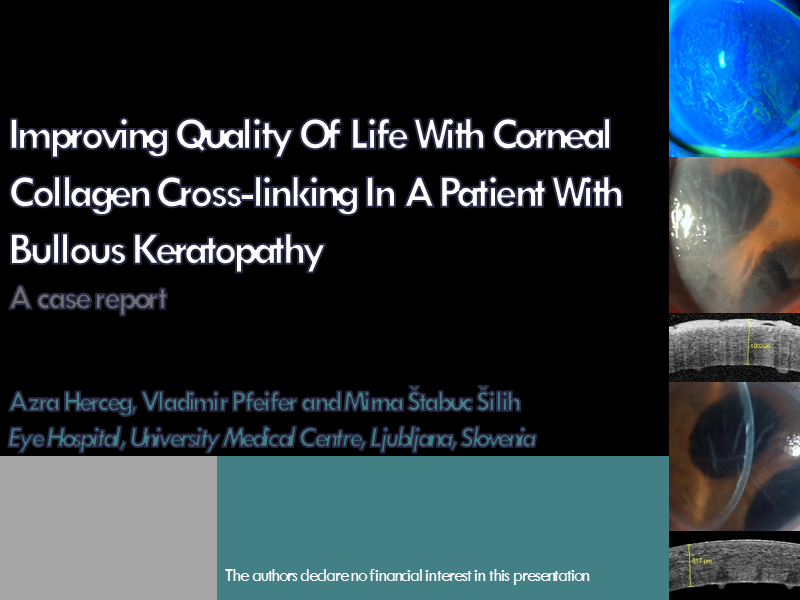 Improving Quality Of Life With Corneal
Collagen Cross-linking In A Patient With
Bullous Keratopathy
A case report
Azra Herceg, Vladimir Pfeifer and Mirna Štabuc Šilih
Eye Hospital, University Medical Centre, Ljubljana, Slovenia
The authors declare no financial interest in this presentation